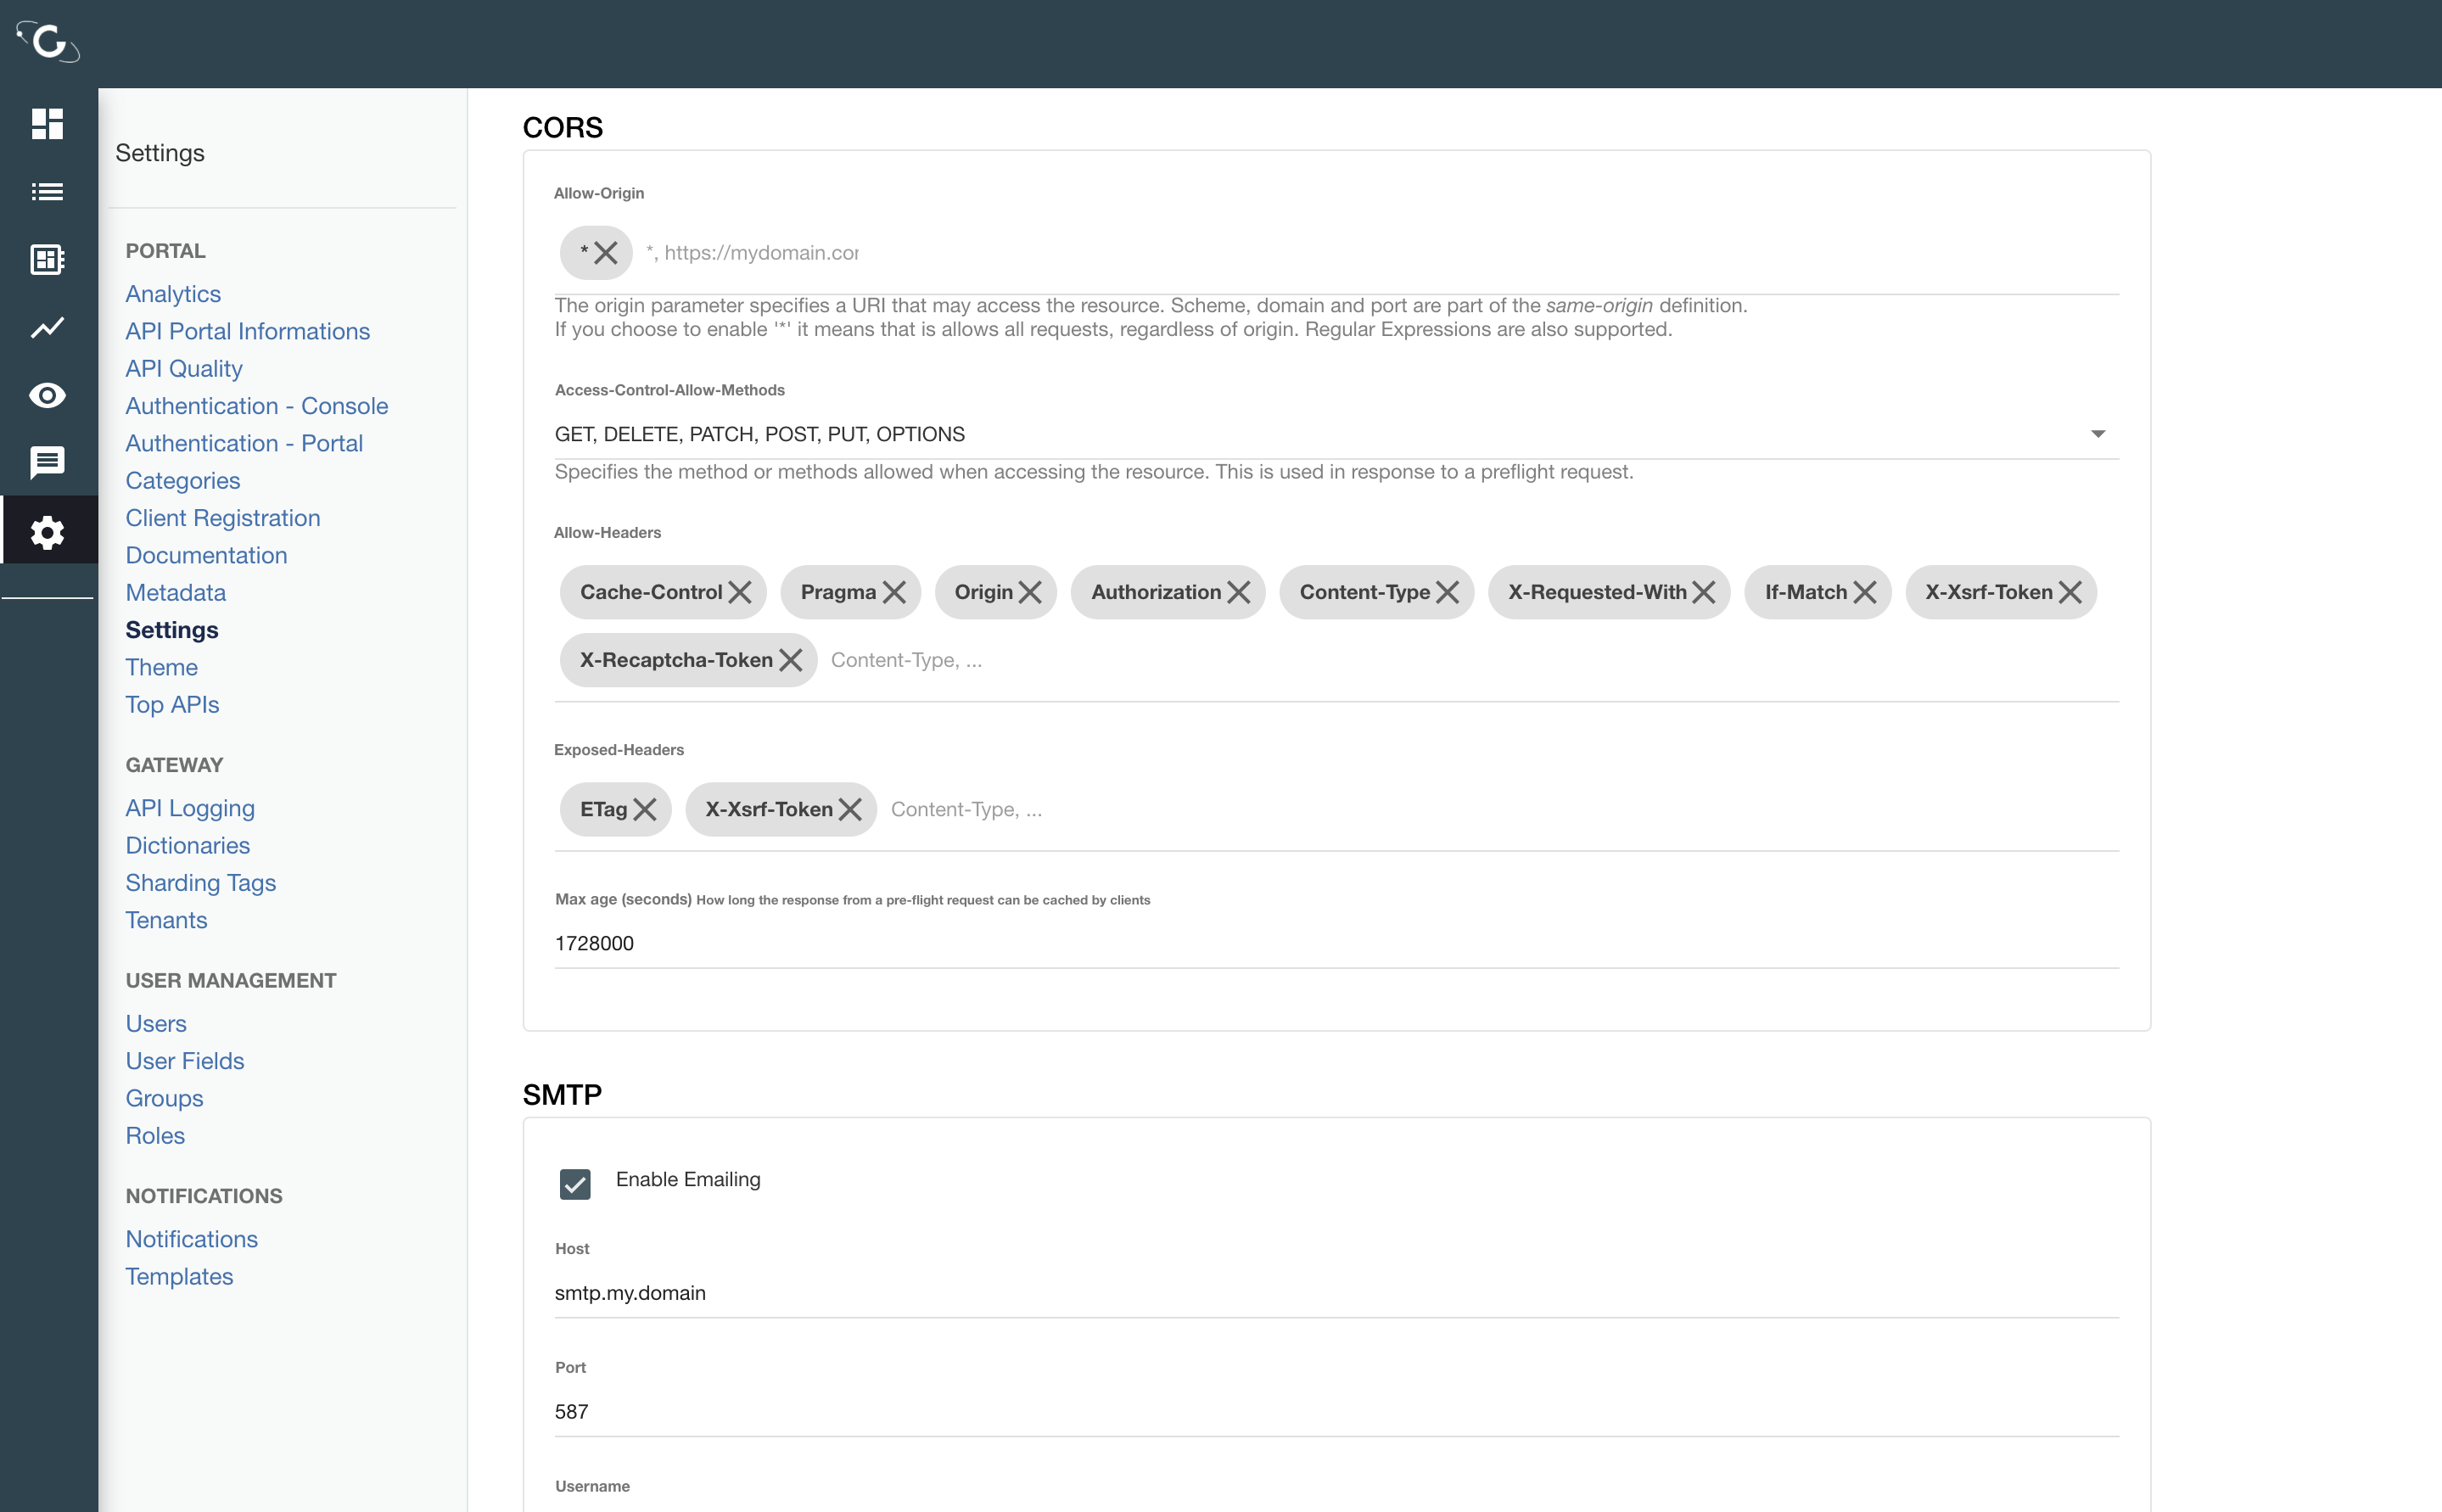 Settings
PORTAL
Analytics
API Portal Informations
API Quality
Authentication - Console
Authentication - Portal
Categories
Client Registration
Documentation
Metadata
Settings
Theme
Top APIs
GATEWAY
API Logging
Dictionaries
Sharding Tags
Tenants
USER MANAGEMENT
Users
User Fields
Groups
Roles
NOTIFICATIONS
Notifications
Templates
CORS
Allow-Origin
* *, https://mydomain.cor
The origin parameter specifies a URI that may access the resource. Scheme, domain and port are part of the same-origin definition.
If you choose to enable '*' it means that is allows all requests, regardless of origin. Regular Expressions are also supported.
Access-Control-Allow-Methods
GET, DELETE, PATCH, POST, PUT, OPTIONS
Specifies the method or methods allowed when accessing the resource. This is used in response to a preflight request.
Allow-Headers
Cache-Control Pragma Origin Authorization Content-Type X-Requested-With If-Match X-Xsrf-Token
X-Recaptcha-Token Content-Type, ...
Exposed-Headers
ETag X-Xsrf-Token Content-Type, ...
Max age (seconds) How long the response from a pre-flight request can be cached by clients
1728000
SMTP
Enable Emailing
Host
smtp.my.domain
Port
587
Username